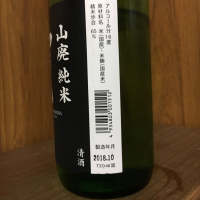 山廃純米
清酒
アルコール分16度
原材料名 米(国産)・米麹(国産米)
精米歩合 65%
製造年月
2018.10
720ml詰